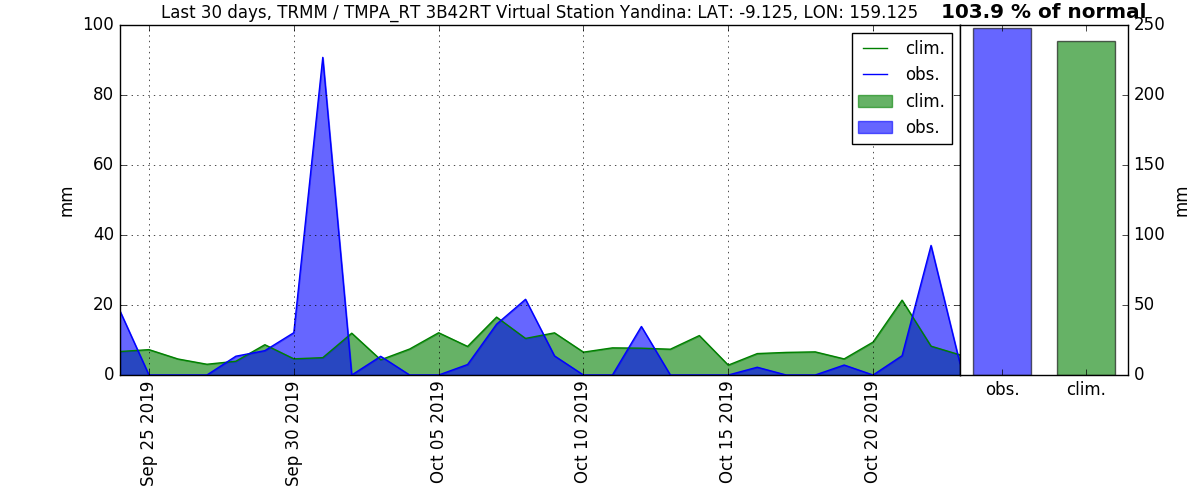 Last 30 days, TRMM / TMPA_RT 3B42RT Virtual Station Yandina: LAT: -9.125, LON: 159.125
103.9 % of normal
100
80
60
40
20
0
mm
clim.
obs.
clim.
obs.
250
200
150
100
50
0
mm
Sep 25 2019
Sep 30 2019
Oct 05 2019
Oct 10 2019
Oct 15 2019
Oct 20 2019
obs.
clim.